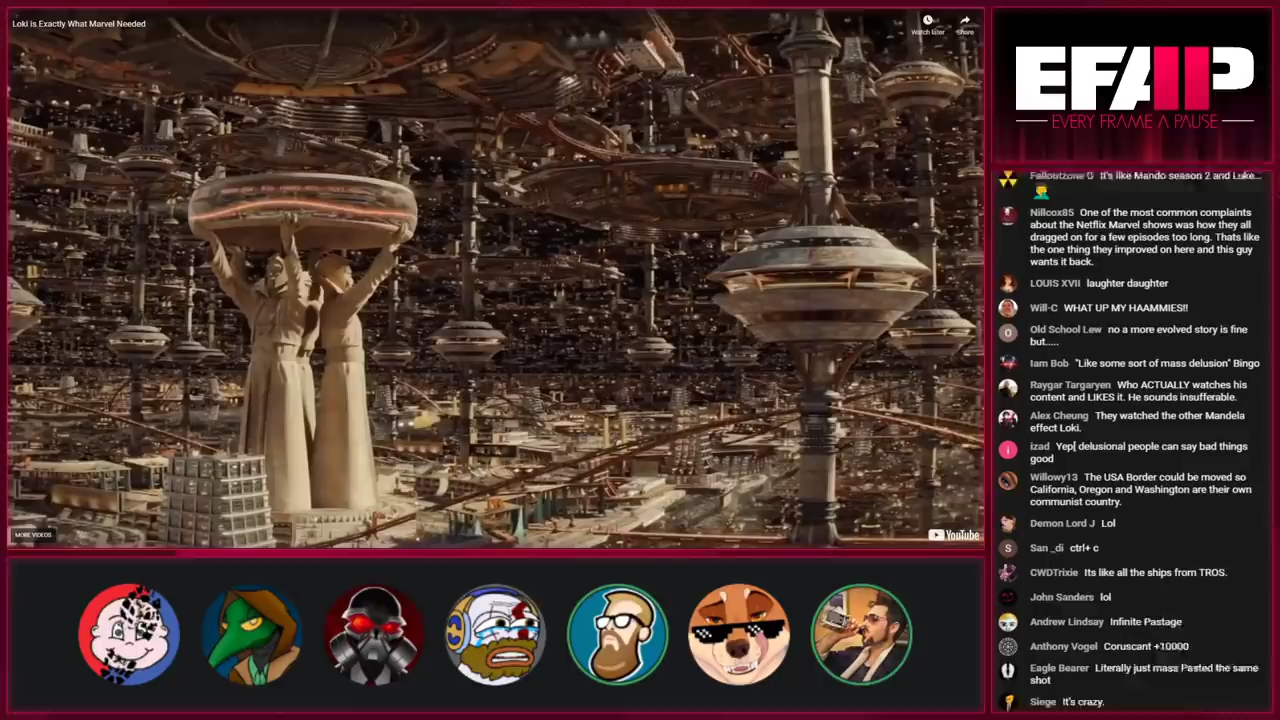 Loki is Exactly What Marvel Needed
Watch later
Share
MORE VIDEOS
YouTube
EFAP
EVERY FRAME A PAUSE
It's like Mando season 2 and Luke
Nillcox85 One of the most common complaints
about the Netflix Marvel shows was how they all
dragged on for a few episodes too long. Thats like
the one thing they improved on here and this guy
wants it back.
LOUIS XVII laughter daughter
Will-C WHAT UP MY HAAMMIES!!
Old School Lew no a more evolved story is fine
but.....
Iam Bob "Like some sort of mass delusion" Bingo
Raygar Targaryen Who ACTUALLY watches his
content and LIKES it. He sounds insufferable.
Alex Cheung They watched the other Mandela
effect Loki.
izad Yep[ delusional people can say bad things
good
Willowy13 The USA Border could be moved so
California, Oregon and Washington are their own
communist country.
Demon Lord J Lol
San _di ctrl+ c
CWDTrixie Its like all the ships from TROS.
John Sanders lol
Andrew Lindsay Infinite Pastage
Anthony Vogel Coruscant +10000
Eagle Bearer Literally just mass Pasted the same
shot
Siege It's crazy.